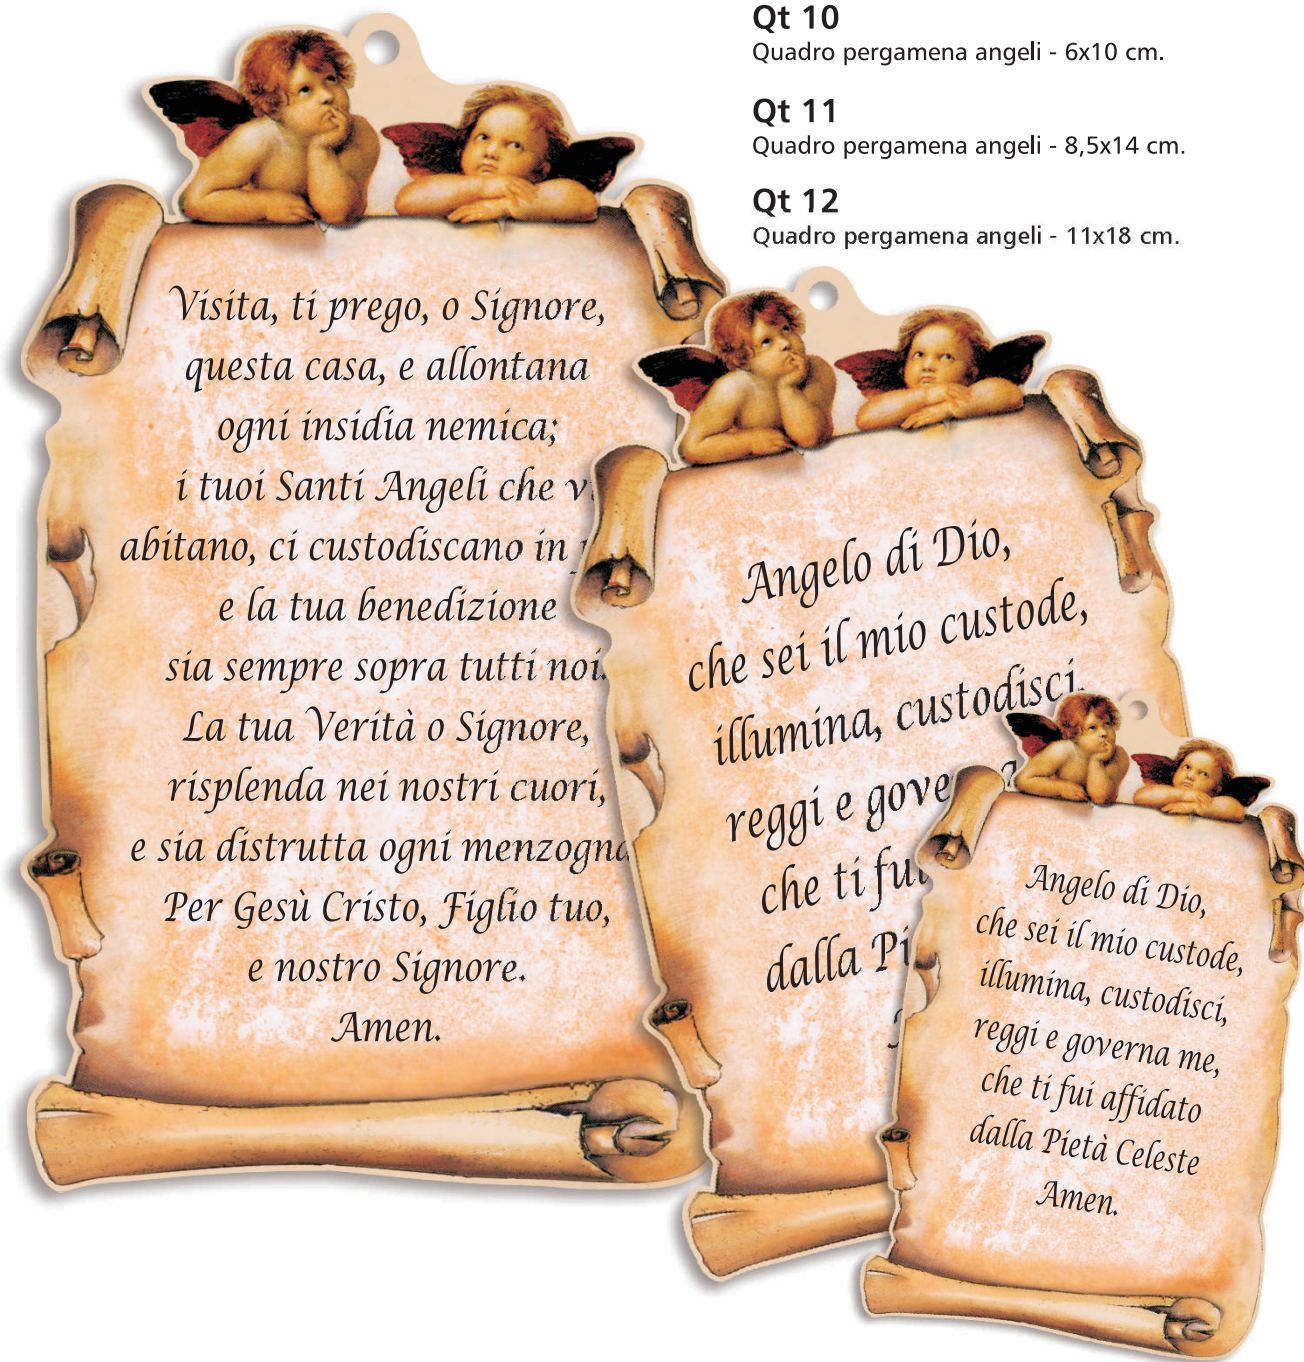 Qt 10
Quadro pergamena angeli - 6x10 cm.
Qt 11
Quadro pergamena angeli - 8,5x14 cm.
Qt 12
Quadro pergamena angeli - 11x18 cm.
Visita, ti prego, o Signore,
questa casa, e allontana
ogni insidia nemica;
i tuoi Santi Angeli che
abitano, ci custodiscano in
e la tua benedizione
sia sempre sopra tutti noi.
La tua Verità o Signore,
risplenda nei nostri cuori,
e sia distrutta ogni menzogna
Per Gesù Cristo, Figlio tuo,
e nostro Signore.
Amen.
Angelo di Dio,
che sei il mio custode,
illumina, custodisci,
reggi e
che ti
dalla
Angelo di Dio,
che sei il mio custode,
illumina, custodisci,
reggi e governa me,
che ti fui affidato
dalla Pietà Celeste
Amen.